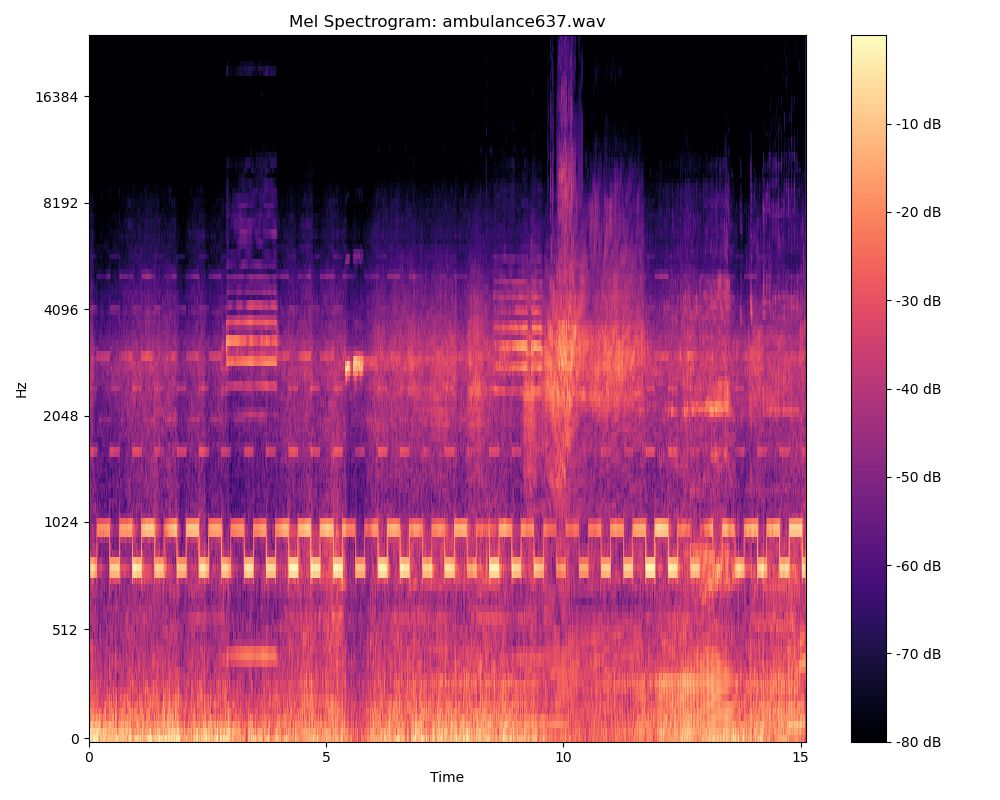 Mel Spectrogram: ambulance637.wav
16384
8192
4096
2048
1024
512
0
Hz
0
5
10
15
Time
-10 dB
-20 dB
-30 dB
-40 dB
-50 dB
-60 dB
-70 dB
-80 dB